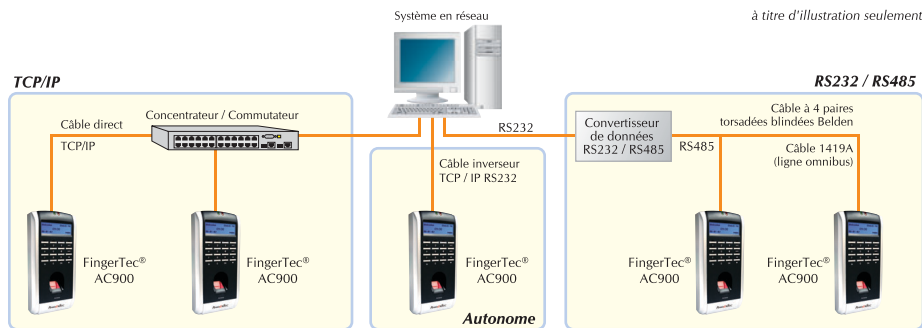 Système en réseau
à titre d'illustration seulement
TCP/IP
RS232 / RS485
Câble direct
TCP/IP
Concentrateur / Commutateur
RS232
Convertisseur
de données
RS232 / RS485
RS485
Câble à 4 paires
torsadées blindées Belden
Câble 1419A
(ligne omnibus)
Câble inverseur
TCP / IP RS232
FingerTec®
AC900
FingerTec®
AC900
FingerTec®
AC900
FingerTec®
AC900
FingerTec®
AC900
Autonome